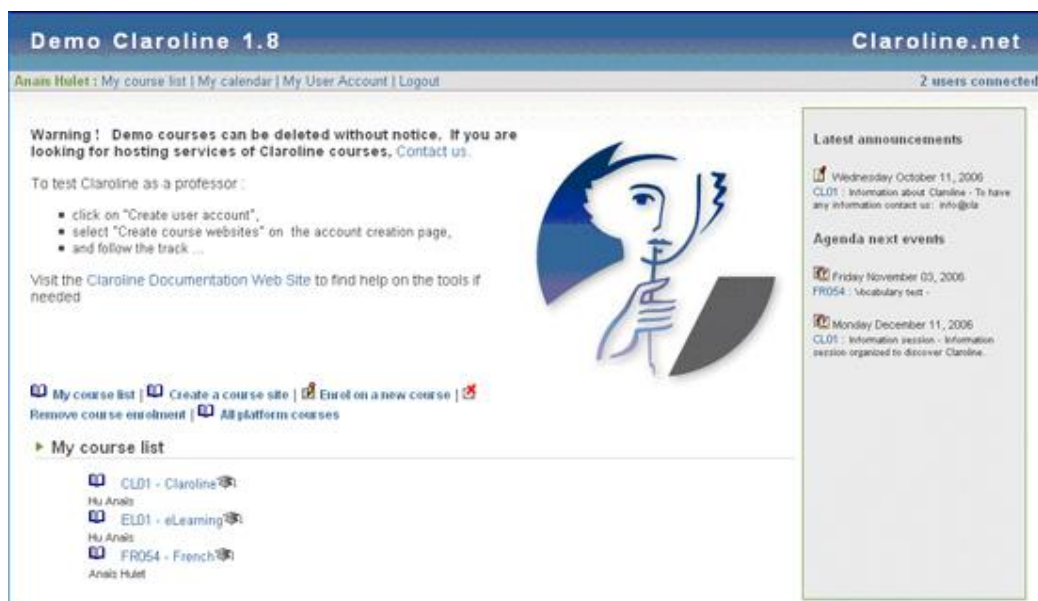 Demo Claroline 1.8
Claroline.net
Anaïs Hulet : My course list | My calendar | My User Account | Logout
2 users connected
Warning ! Demo courses can be deleted without notice. If you are
looking for hosting services of Claroline courses, Contact us.
To test Claroline as a professor :
click on "Create user account",
select "Create course websites" on the account creation page,
and follow the track ...
Visit the Claroline Documentation Web Site to find help on the tools if
needed
My course list | Create a course site | Enrol on a new course |
Remove course enrolment | All platform courses
My course list
CL01 - Claroline
Hu Anaïs
EL01 - eLearning
Hu Anaïs
FR054 - French
Anaïs Hulet
Latest announcements
Wednesday October 11, 2006
CL01 : Information about Claroline - To have
any information contact us: info@cla
Agenda next events
Friday November 03, 2006
FR054 : Vocabulary test -
Monday December 11, 2006
CL01 : Information session - Information
session organized to discover Claroline.